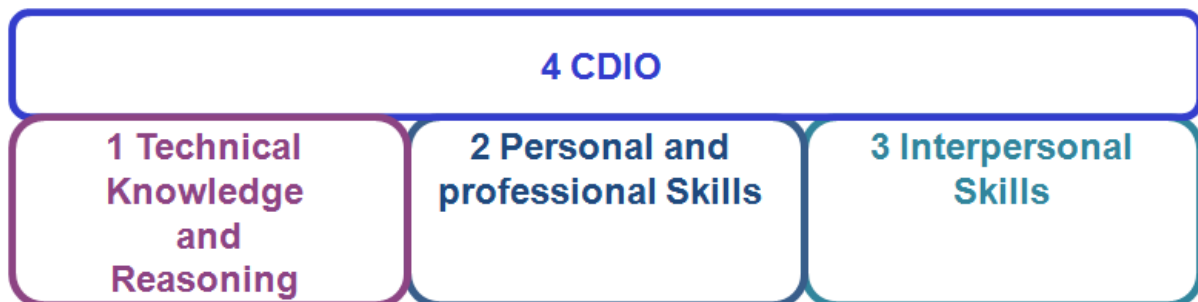 4 CDIO
1 Technical
Knowledge
and
Reasoning
2 Personal and
professional Skills
3 Interpersonal
Skills